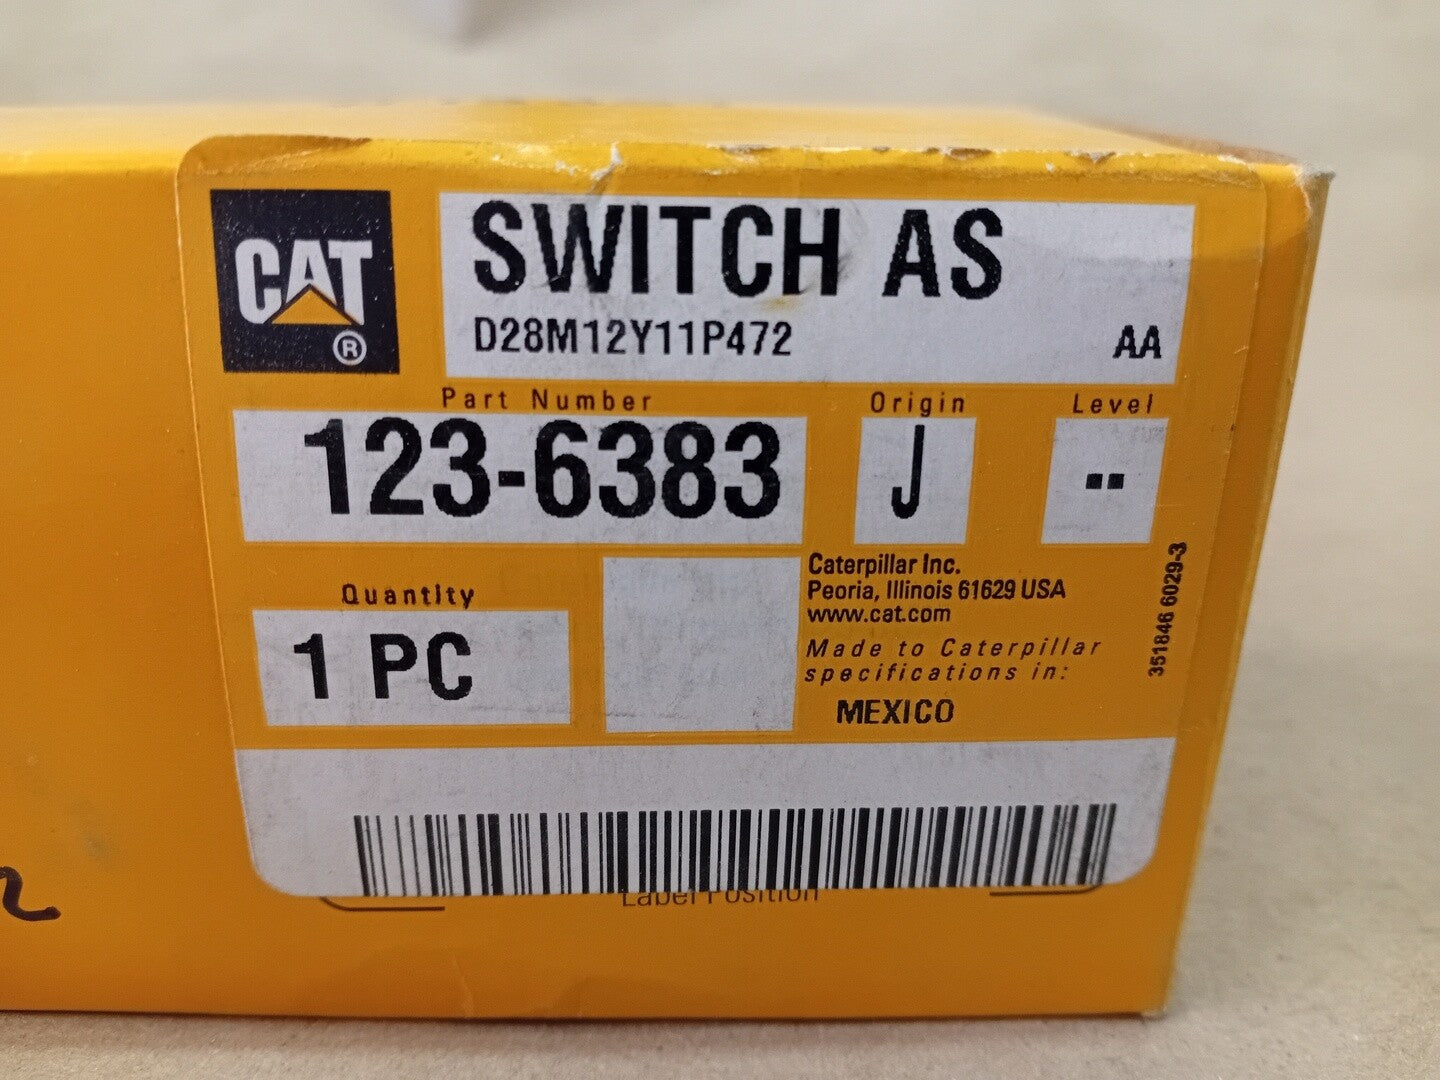 CAT
®
SWITCH AS
D28M12Y11P472 AA
Part Number Origin Level
123-6383 J --
Quantity
1 PC
Caterpillar Inc.
Peoria, Illinois 61629 USA
www.cat.com
Made to Caterpillar
specifications in:
MEXICO
351846 6029-3
Label Position